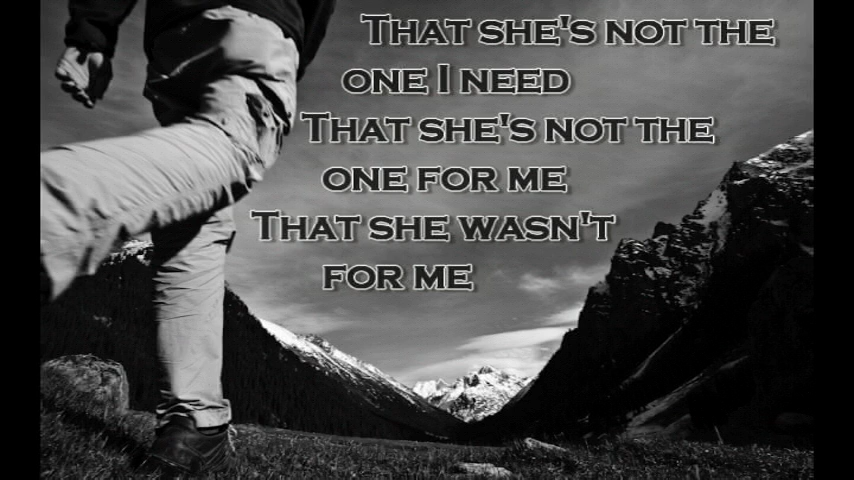 That she's not the
one I need
That she's not the
one for me
That she wasn't
for me